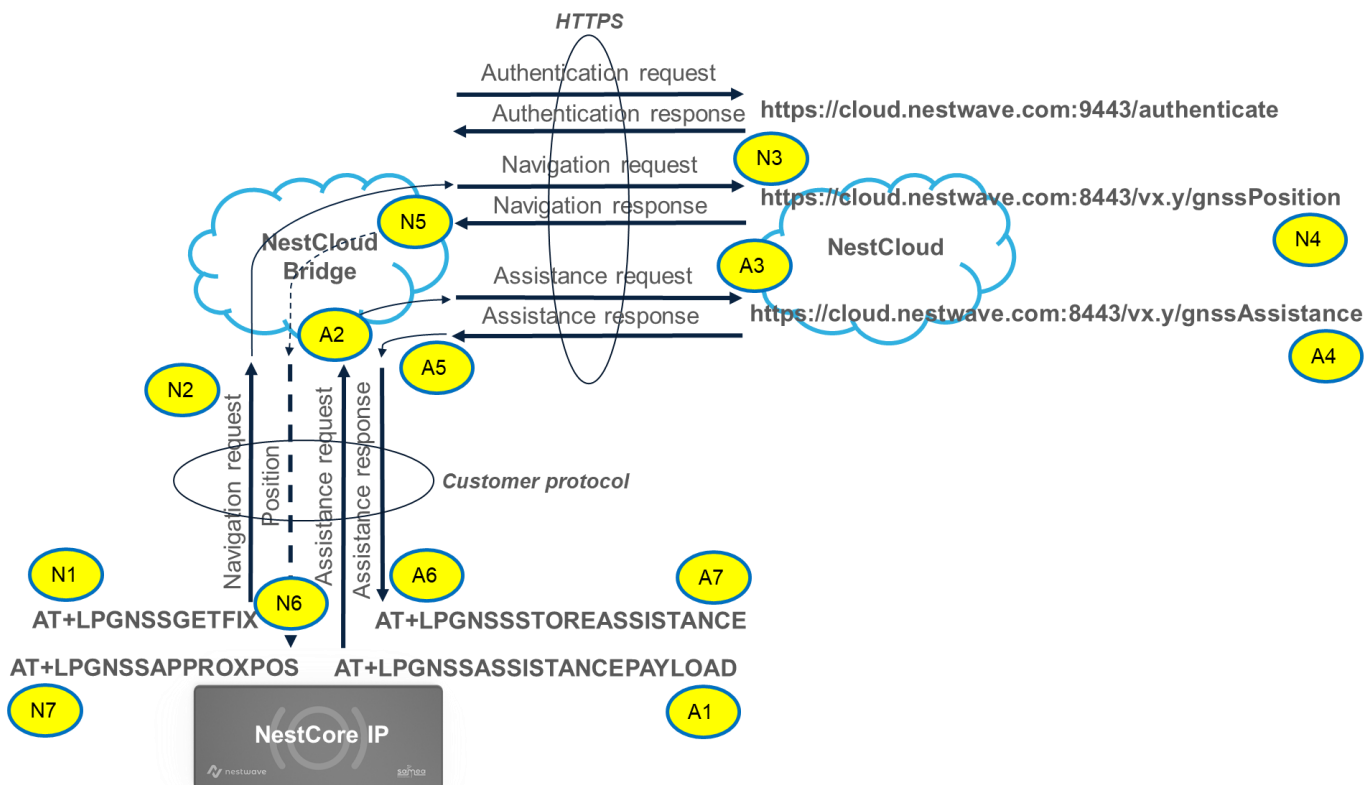 HTTPS
Authentication request
Authentication response
https://cloud.nestwave.com:9443/authenticate
N3
Navigation request
https://cloud.nestwave.com:8443/vx.y/gnssPosition
Navigation response
N5
N4
NestCloud
Bridge
NestCloud
A3
Assistance request
https://cloud.nestwave.com:8443/vx.y/gnssAssistance
Assistance response
A2
A5
A4
N2
Navigation request
Position
Assistance request
Assistance response
Customer protocol
N1
N6
A6
A7
AT+LPGNSSGETFIX
AT+LPGNSSSTOREASSISTANCE
AT+LPGNSSAPPROXPOS
AT+LPGNSSASSISTANCEPAYLOAD
N7
A1
NestCore IP
nestwave